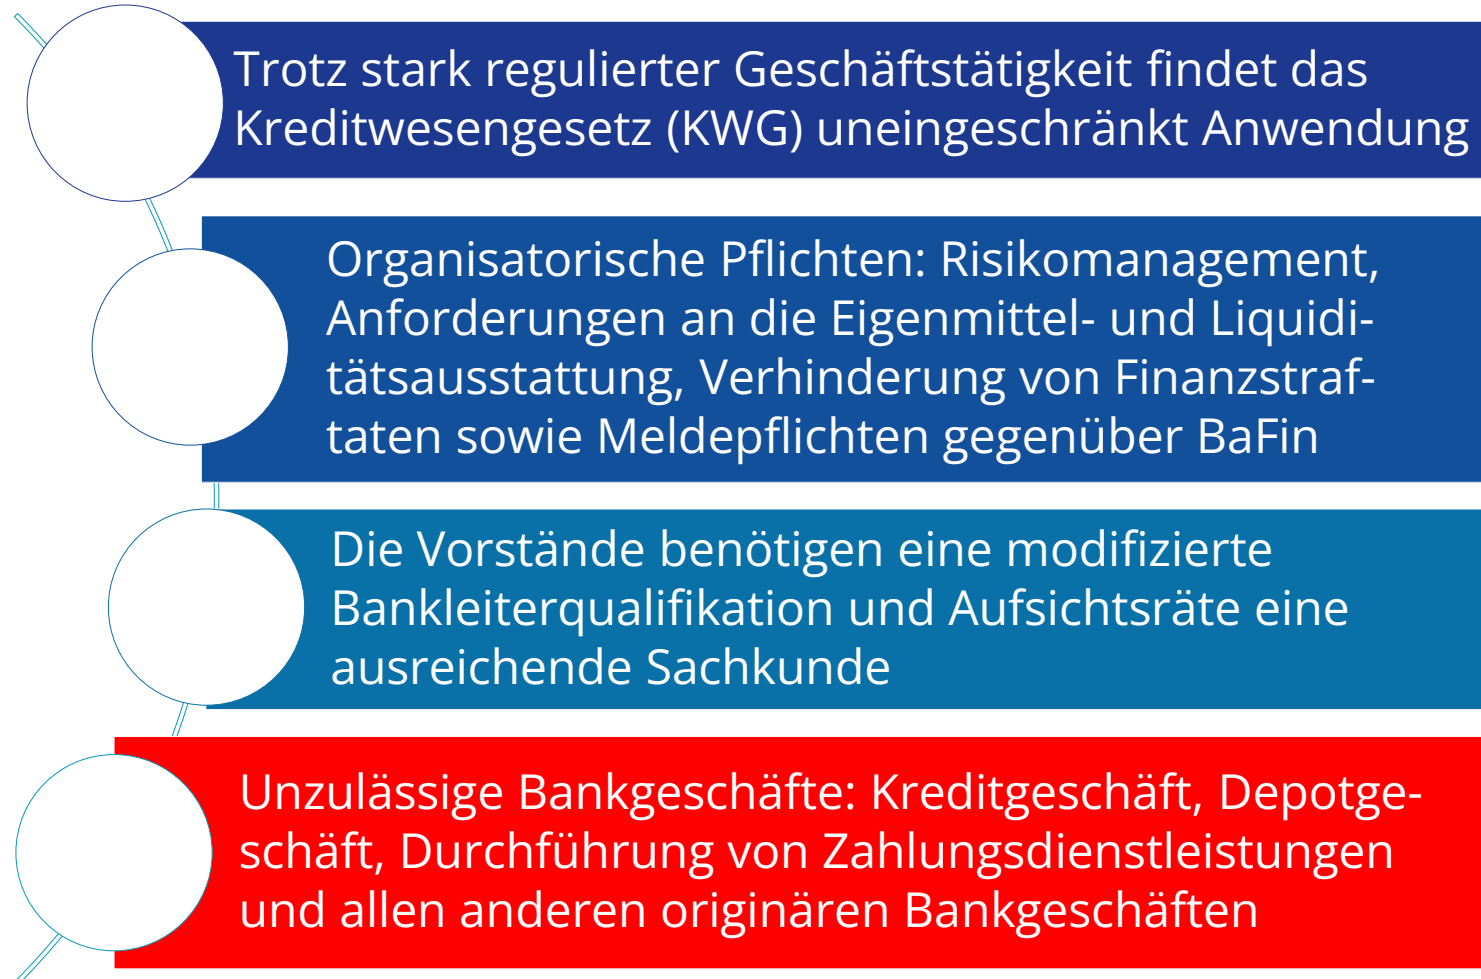 Trotz stark regulierter Geschäftstätigkeit findet das
Kreditwesengesetz (KWG) uneingeschränkt Anwendung
Organisatorische Pflichten: Risikomanagement,
Anforderungen an die Eigenmittel- und Liquidi-
tätsausstattung, Verhinderung von Finanzstraf-
taten sowie Meldepflichten gegenüber BaFin
Die Vorstände benötigen eine modifizierte
Bankleiterqualifikation und Aufsichtsräte eine
ausreichende Sachkunde
Unzulässige Bankgeschäfte: Kreditgeschäft, Depotge-
schäft, Durchführung von Zahlungsdienstleistungen
und allen anderen originären Bankgeschäften